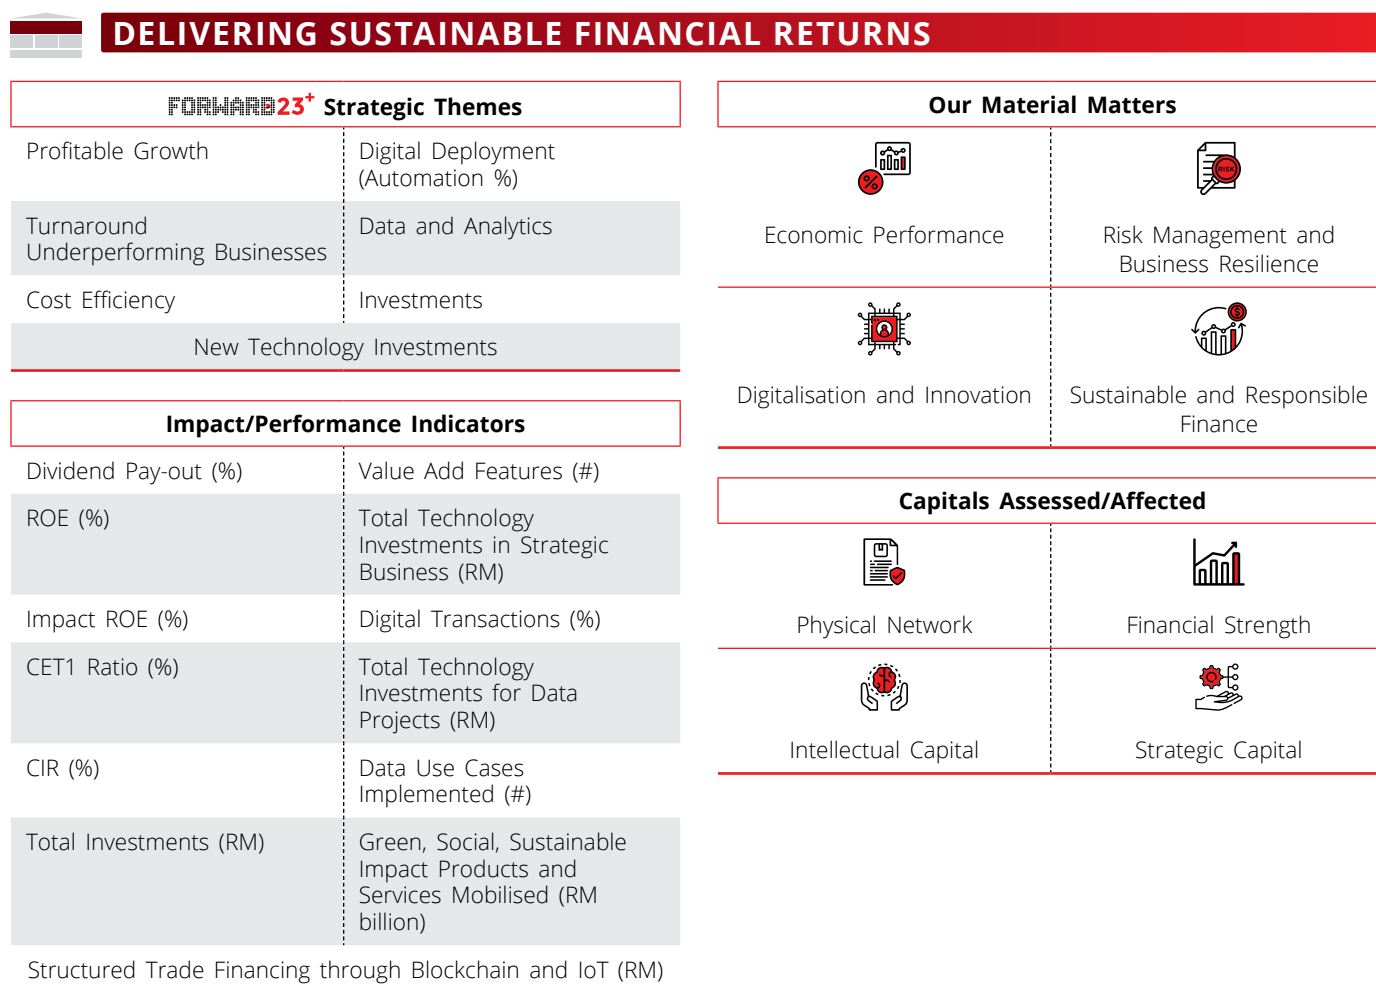 DELIVERING SUSTAINABLE FINANCIAL RETURNS
FORWARD23+ Strategic Themes
Profitable Growth
Digital Deployment
(Automation %)
Turnaround
Underperforming Businesses
Data and Analytics
Cost Efficiency
Investments
New Technology Investments
Impact/Performance Indicators
Dividend Pay-out (%)
Value Add Features (#)
ROE (%)
Total Technology
Investments in Strategic
Business (RM)
Impact ROE (%)
Digital Transactions (%)
CET1 Ratio (%)
Total Technology
Investments for Data
Projects (RM)
CIR (%)
Data Use Cases
Implemented (#)
Total Investments (RM)
Green, Social, Sustainable
Impact Products and
Services Mobilised (RM
billion)
Structured Trade Financing through Blockchain and IoT (RM)
Our Material Matters
%
RISK
Economic Performance
Risk Management and
Business Resilience
$
Digitalisation and Innovation
Sustainable and Responsible
Finance
Capitals Assessed/Affected
Physical Network
Financial Strength
Intellectual Capital
Strategic Capital